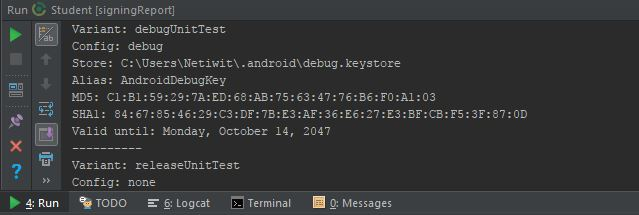 Run Student [signingReport]
Variant: debugUnitTest
Config: debug
Store: C:\Users\Netiwit\.android\debug.keystore
Alias: AndroidDebugKey
MD5: C1:B1:59:29:7A:ED:68:AB:75:63:47:76:B6:F0:A1:03
SHA1: 84:67:85:46:29:C3:DF:7B:E3:AF:36:E6:27:E3:BF:CB:F5:3F:87:0D
Valid until: Monday, October 14, 2047
----------
Variant: releaseUnitTest
Config: none
4: Run TODO 6: Logcat Terminal 0: Messages